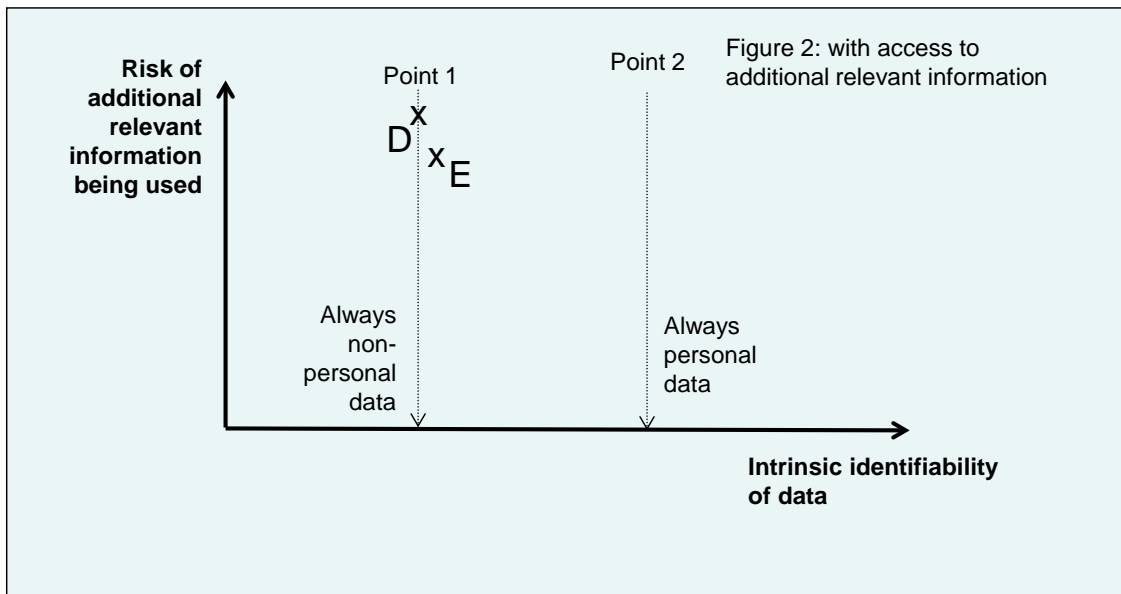 Figure 2: with access to
additional relevant information
Risk of
additional
relevant
information
being used
Point 1
Point 2
x
D
x
E
Always
non-
personal
data
Always
personal
data
Intrinsic identifiability
of data